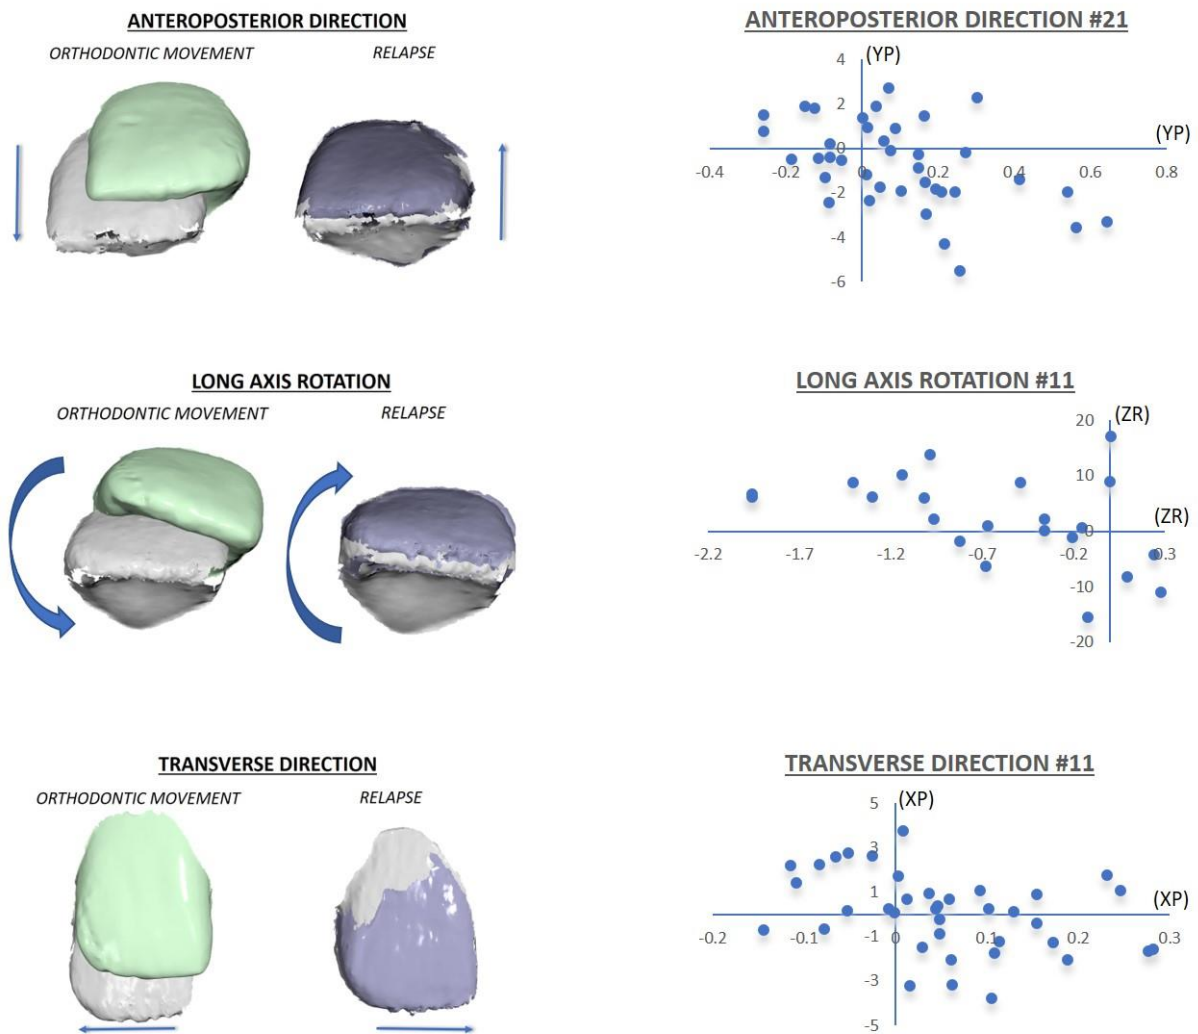 ANTEROPOSTERIOR DIRECTION
ORTHODONTIC MOVEMENT RELAPSE
ANTEROPOSTERIOR DIRECTION #21
(YP)
4
2
(YP)
0
-0.4 -0.2 0 0.2 0.4 0.6 0.8
-2
-4
-6
LONG AXIS ROTATION
ORTHODONTIC MOVEMENT RELAPSE
LONG AXIS ROTATION #11
(ZR)
20
10
(ZR)
0
-2.2 -1.7 -1.2 -0.7 -0.2 0.3
-10
-20
TRANSVERSE DIRECTION
ORTHODONTIC MOVEMENT RELAPSE
TRANSVERSE DIRECTION #11
(XP)
5
3
1
(XP)
-0.2 -0.1 0 0.1 0.2 0.3
-1
-3
-5